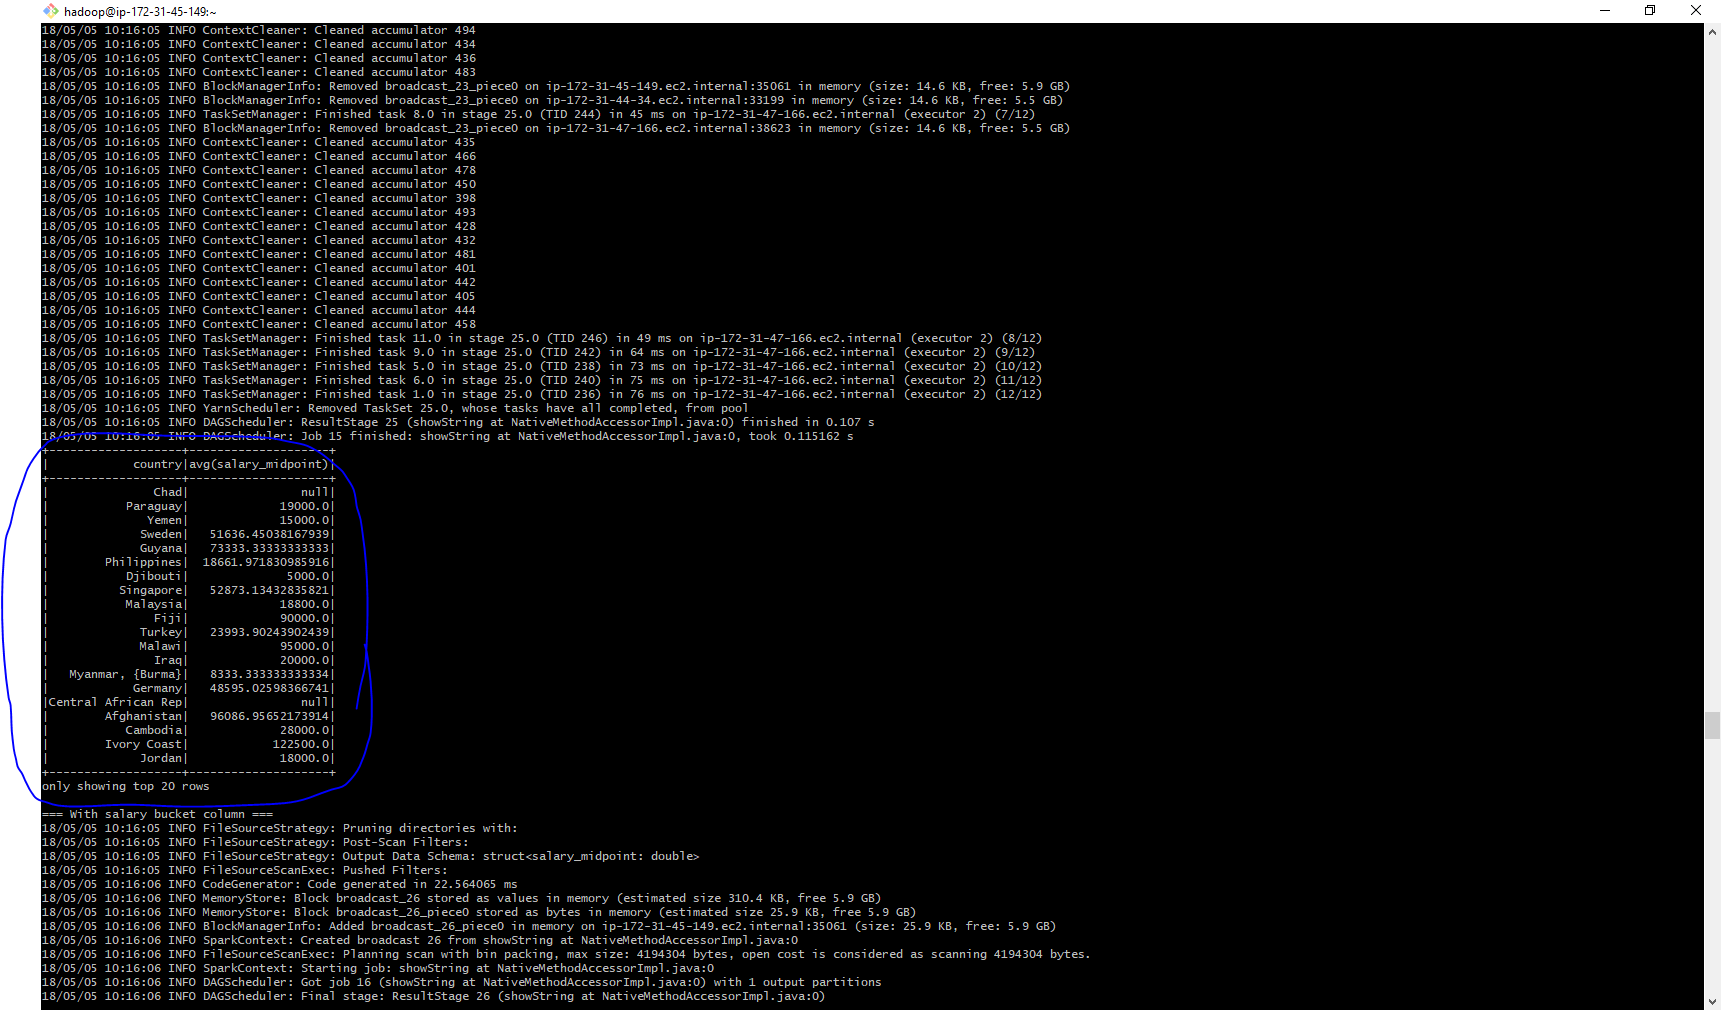 hadoop@ip-172-31-45-149:~
18/05/05 10:16:05 INFO ContextCleaner: Cleaned accumulator 494
18/05/05 10:16:05 INFO ContextCleaner: Cleaned accumulator 434
18/05/05 10:16:05 INFO ContextCleaner: Cleaned accumulator 436
18/05/05 10:16:05 INFO ContextCleaner: Cleaned accumulator 483
18/05/05 10:16:05 INFO BlockManagerInfo: Removed broadcast_23_piece0 on ip-172-31-45-149.ec2.internal:35061 in memory (size: 14.6 KB, free: 5.9 GB)
18/05/05 10:16:05 INFO BlockManagerInfo: Removed broadcast_23_piece0 on ip-172-31-44-34.ec2.internal:33199 in memory (size: 14.6 KB, free: 5.5 GB)
18/05/05 10:16:05 INFO TaskSetManager: Finished task 8.0 in stage 25.0 (TID 244) in 45 ms on ip-172-31-47-166.ec2.internal (executor 2) (7/12)
18/05/05 10:16:05 INFO BlockManagerInfo: Removed broadcast_23_piece0 on ip-172-31-47-166.ec2.internal:38623 in memory (size: 14.6 KB, free: 5.5 GB)
18/05/05 10:16:05 INFO ContextCleaner: Cleaned accumulator 435
18/05/05 10:16:05 INFO ContextCleaner: Cleaned accumulator 466
18/05/05 10:16:05 INFO ContextCleaner: Cleaned accumulator 478
18/05/05 10:16:05 INFO ContextCleaner: Cleaned accumulator 450
18/05/05 10:16:05 INFO ContextCleaner: Cleaned accumulator 398
18/05/05 10:16:05 INFO ContextCleaner: Cleaned accumulator 493
18/05/05 10:16:05 INFO ContextCleaner: Cleaned accumulator 428
18/05/05 10:16:05 INFO ContextCleaner: Cleaned accumulator 432
18/05/05 10:16:05 INFO ContextCleaner: Cleaned accumulator 481
18/05/05 10:16:05 INFO ContextCleaner: Cleaned accumulator 401
18/05/05 10:16:05 INFO ContextCleaner: Cleaned accumulator 442
18/05/05 10:16:05 INFO ContextCleaner: Cleaned accumulator 405
18/05/05 10:16:05 INFO ContextCleaner: Cleaned accumulator 444
18/05/05 10:16:05 INFO ContextCleaner: Cleaned accumulator 458
18/05/05 10:16:05 INFO TaskSetManager: Finished task 11.0 in stage 25.0 (TID 246) in 49 ms on ip-172-31-47-166.ec2.internal (executor 2) (8/12)
18/05/05 10:16:05 INFO TaskSetManager: Finished task 9.0 in stage 25.0 (TID 242) in 64 ms on ip-172-31-47-166.ec2.internal (executor 2) (9/12)
18/05/05 10:16:05 INFO TaskSetManager: Finished task 5.0 in stage 25.0 (TID 238) in 73 ms on ip-172-31-47-166.ec2.internal (executor 2) (10/12)
18/05/05 10:16:05 INFO TaskSetManager: Finished task 6.0 in stage 25.0 (TID 240) in 75 ms on ip-172-31-47-166.ec2.internal (executor 2) (11/12)
18/05/05 10:16:05 INFO TaskSetManager: Finished task 1.0 in stage 25.0 (TID 236) in 76 ms on ip-172-31-47-166.ec2.internal (executor 2) (12/12)
18/05/05 10:16:05 INFO YarnScheduler: Removed TaskSet 25.0, whose tasks have all completed, from pool
18/05/05 10:16:05 INFO DAGScheduler: ResultStage 25 (showString at NativeMethodAccessorImpl.java:0) finished in 0.107 s
18/05/05 10:16:05 INFO DAGScheduler: Job 15 finished: showString at NativeMethodAccessorImpl.java:0, took 0.115162 s
+-------------------+--------------------+
|            country|avg(salary_midpoint)|
+-------------------+--------------------+
|               Chad|                null|
|           Paraguay|             19000.0|
|              Yemen|             15000.0|
|             Sweden|   51636.45038167939|
|             Guyana|   73333.33333333333|
|        Philippines|  18661.971830985916|
|           Djibouti|              5000.0|
|          Singapore|   52873.13432835821|
|           Malaysia|             18800.0|
|               Fiji|             90000.0|
|             Turkey|   23993.90243902439|
|             Malawi|             95000.0|
|               Iraq|             20000.0|
|   Myanmar, {Burma}|   8333.333333333334|
|            Germany|   48595.02598366741|
|Central African Rep|                null|
|        Afghanistan|   96086.95652173914|
|           Cambodia|             28000.0|
|        Ivory Coast|            122500.0|
|             Jordan|             18000.0|
+-------------------+--------------------+
only showing top 20 rows
=== With salary bucket column ===
18/05/05 10:16:05 INFO FileSourceStrategy: Pruning directories with:
18/05/05 10:16:05 INFO FileSourceStrategy: Post-Scan Filters:
18/05/05 10:16:05 INFO FileSourceStrategy: Output Data Schema: struct<salary_midpoint: double>
18/05/05 10:16:05 INFO FileSourceScanExec: Pushed Filters:
18/05/05 10:16:06 INFO CodeGenerator: Code generated in 22.564065 ms
18/05/05 10:16:06 INFO MemoryStore: Block broadcast_26 stored as values in memory (estimated size 310.4 KB, free 5.9 GB)
18/05/05 10:16:06 INFO MemoryStore: Block broadcast_26_piece0 stored as bytes in memory (estimated size 25.9 KB, free 5.9 GB)
18/05/05 10:16:06 INFO BlockManagerInfo: Added broadcast_26_piece0 in memory on ip-172-31-45-149.ec2.internal:35061 (size: 25.9 KB, free: 5.9 GB)
18/05/05 10:16:06 INFO SparkContext: Created broadcast 26 from showString at NativeMethodAccessorImpl.java:0
18/05/05 10:16:06 INFO FileSourceScanExec: Planning scan with bin packing, max size: 4194304 bytes, open cost is considered as scanning 4194304 bytes.
18/05/05 10:16:06 INFO SparkContext: Starting job: showString at NativeMethodAccessorImpl.java:0
18/05/05 10:16:06 INFO DAGScheduler: Got job 16 (showString at NativeMethodAccessorImpl.java:0) with 1 output partitions
18/05/05 10:16:06 INFO DAGScheduler: Final stage: ResultStage 26 (showString at NativeMethodAccessorImpl.java:0)